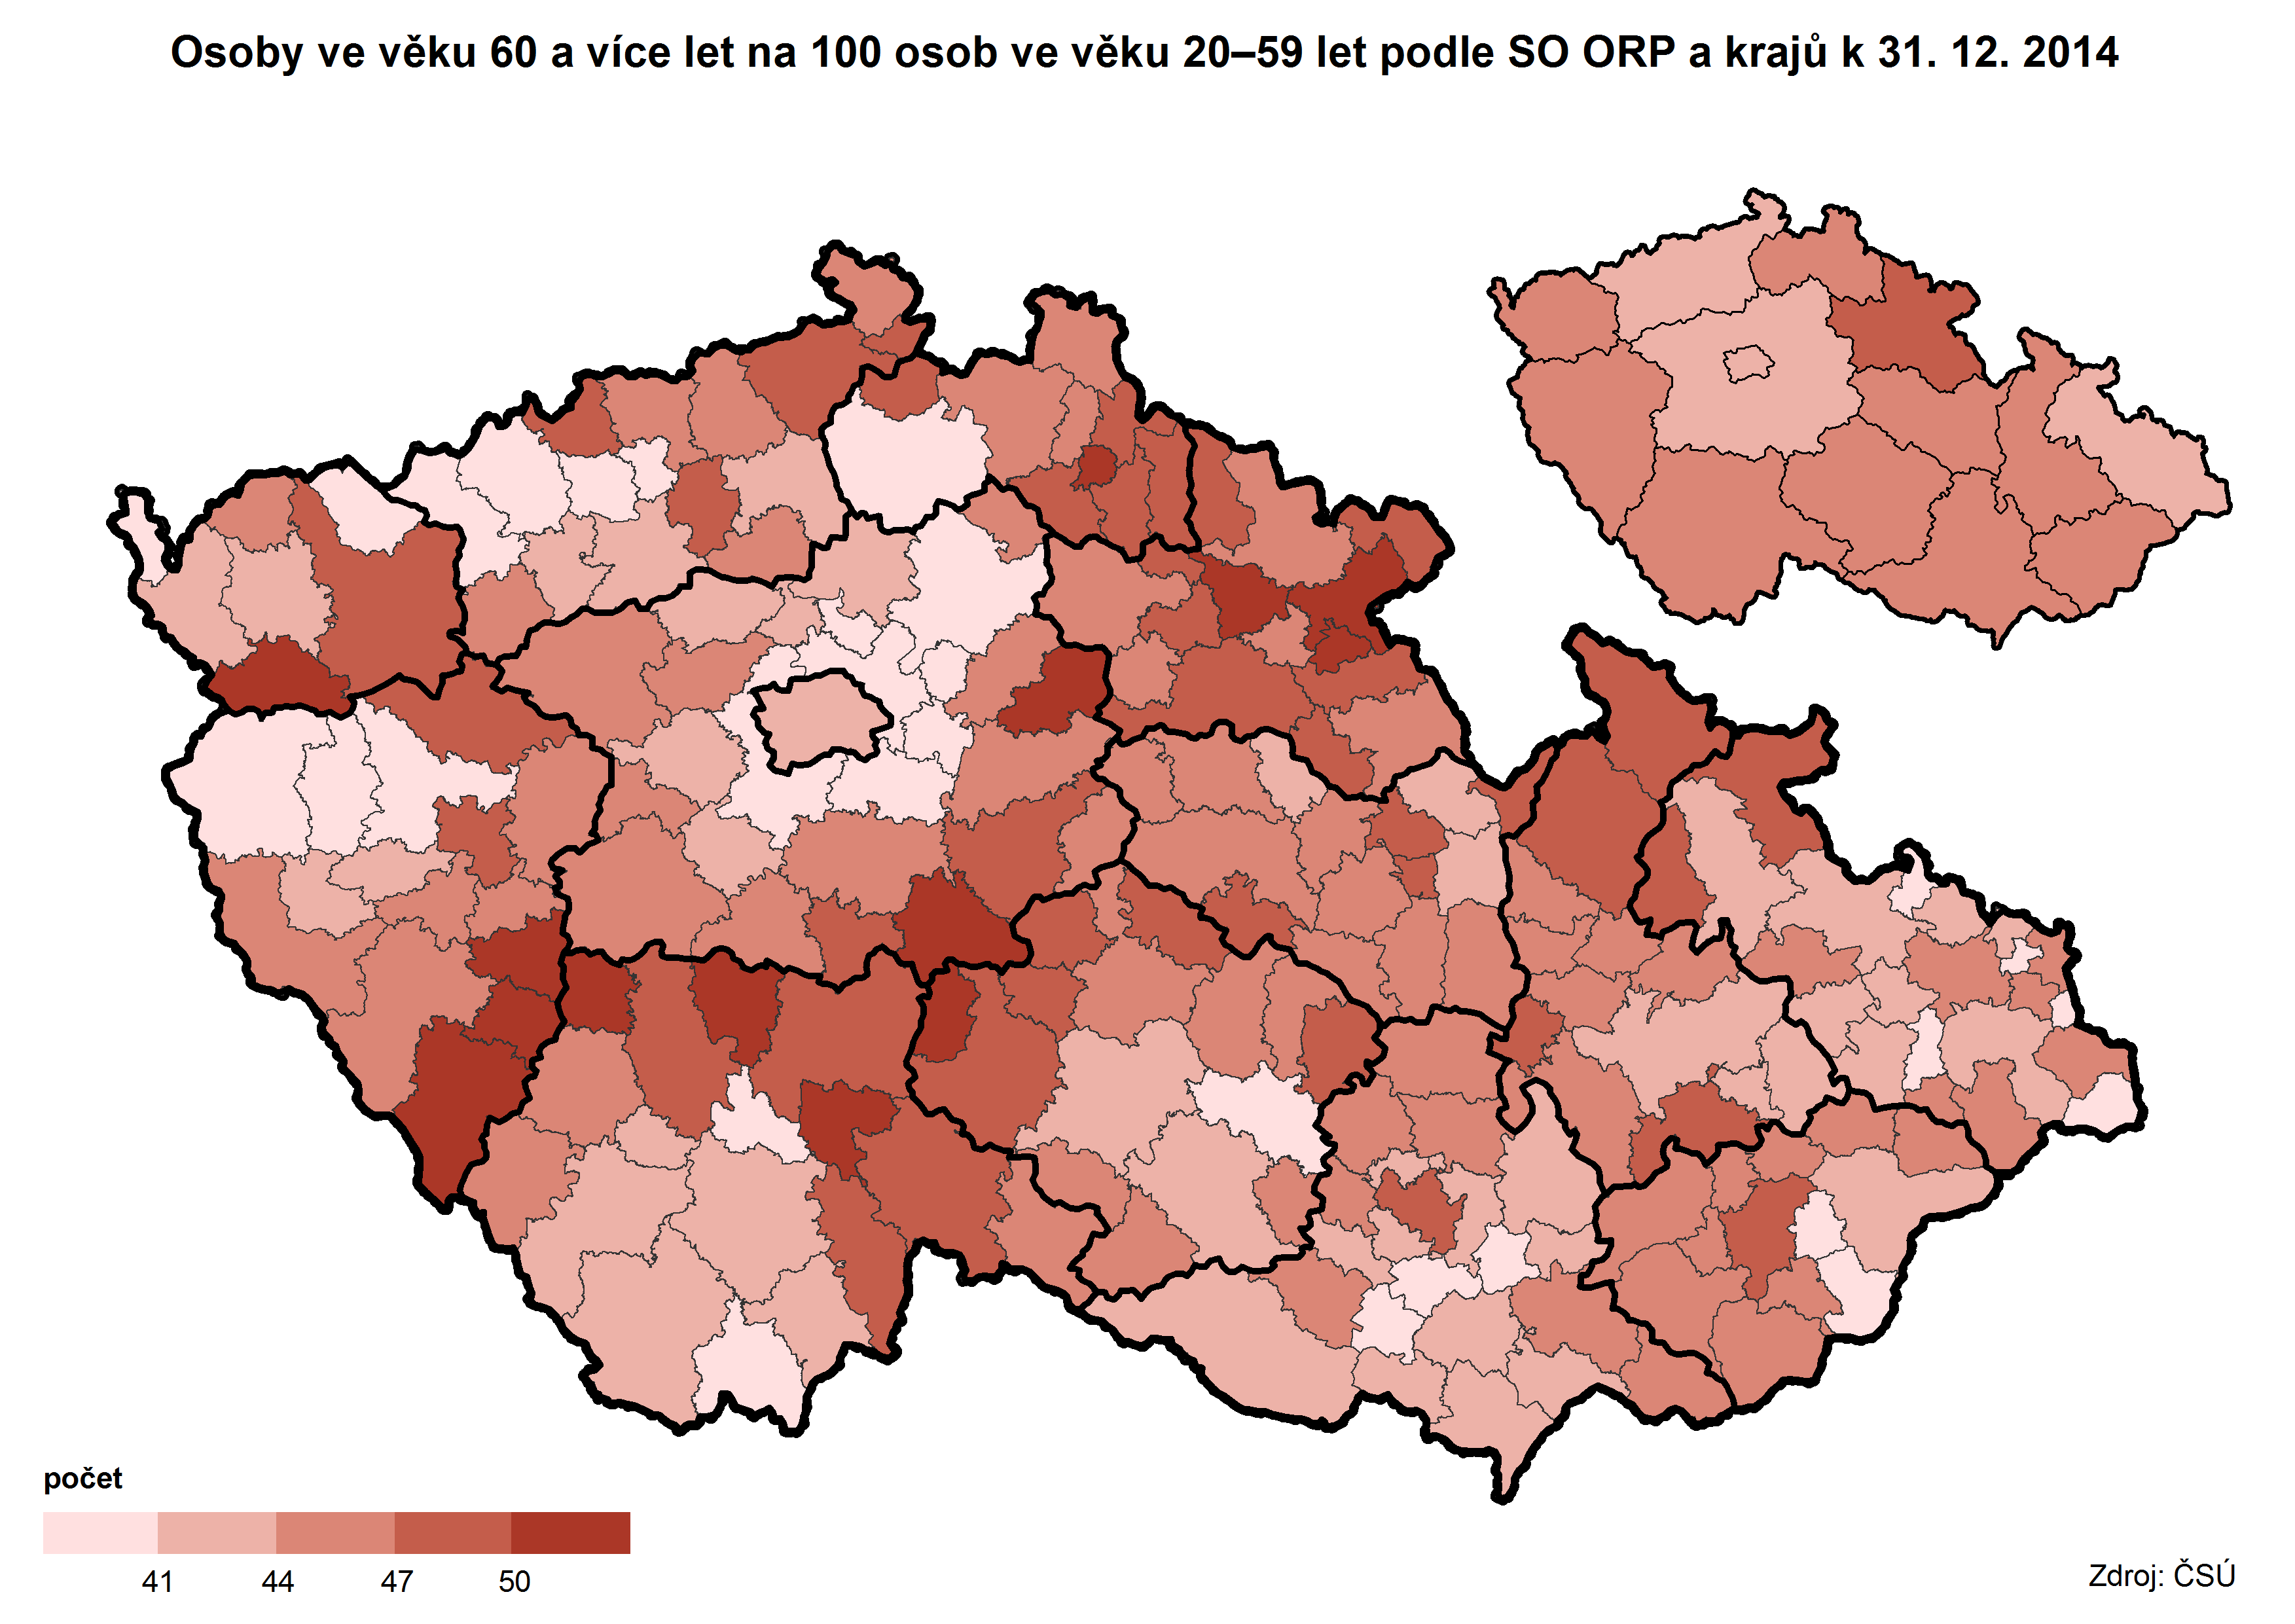 Osoby ve věku 60 a více let na 100 osob ve věku 20–59 let podle SO ORP a krajů k 31. 12. 2014
počet
41 44 47 50
Zdroj: ČSÚ